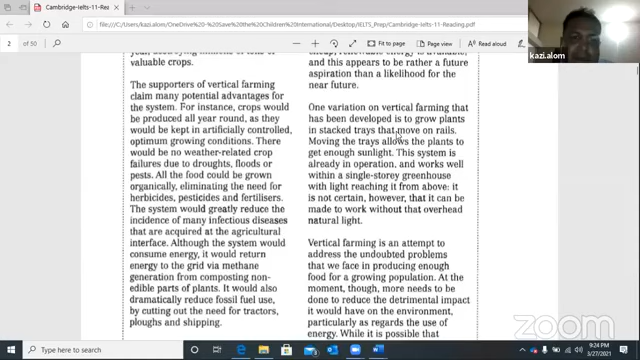 Cambridge-Ielts-11-Reading.pdf
File
C:/Users/kazi.alom/OneDrive%20-%20Save%20the%20Children%20International/Desktop/IELTS_Prep/Cambridge-Ielts-11-Reading.pdf
2 of 50
Fit to page
Page view
Read aloud
kazi.alom
valuable crops.
The supporters of vertical farming
claim many potential advantages for
the system. For instance, crops would
be produced all year round, as
they would be kept in artificially controlled,
optimum growing conditions. There
would be no weather-related crop
failures due to droughts, floods or
pests. All the food could be grown
organically, eliminating the need for
herbicides, pesticides and fertilisers.
The system would greatly reduce the
incidence of many infectious diseases
that are acquired at the agricultural
interface. Although the system would
consume energy, it would return
energy to the grid via methane
generation from composting non-
edible parts of plants. It would also
dramatically reduce fossil fuel use,
by cutting out the need for tractors,
ploughs and shipping.
and this appears to be rather a future
aspiration than a likelihood for the
near future.
One variation on vertical farming that
has been developed is to grow plants
in stacked trays that move on rails.
Moving the trays allows the plants to
get enough sunlight. This system is
already in operation, and works well
within a single-storey greenhouse
with light reaching it from above: it
is not certain, however, that it can be
made to work without that overhead
natural light.
Vertical farming is an attempt to
address the undoubted problems
that we face in producing enough
food for a growing population. At the
moment, though, more needs to be
done to reduce the detrimental impact
it would have on the environment,
particularly as regards the use of
energy. While it is possible that
zoom
9:24 PM
3/27/2021